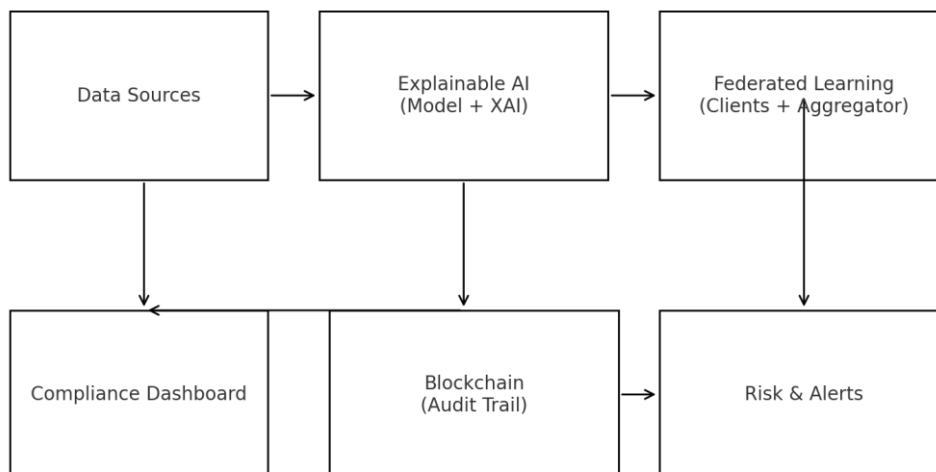 Data Sources
Explainable AI
(Model + XAI)
Federated Learning
(Clients + Aggregator)
Compliance Dashboard
Blockchain
(Audit Trail)
Risk & Alerts